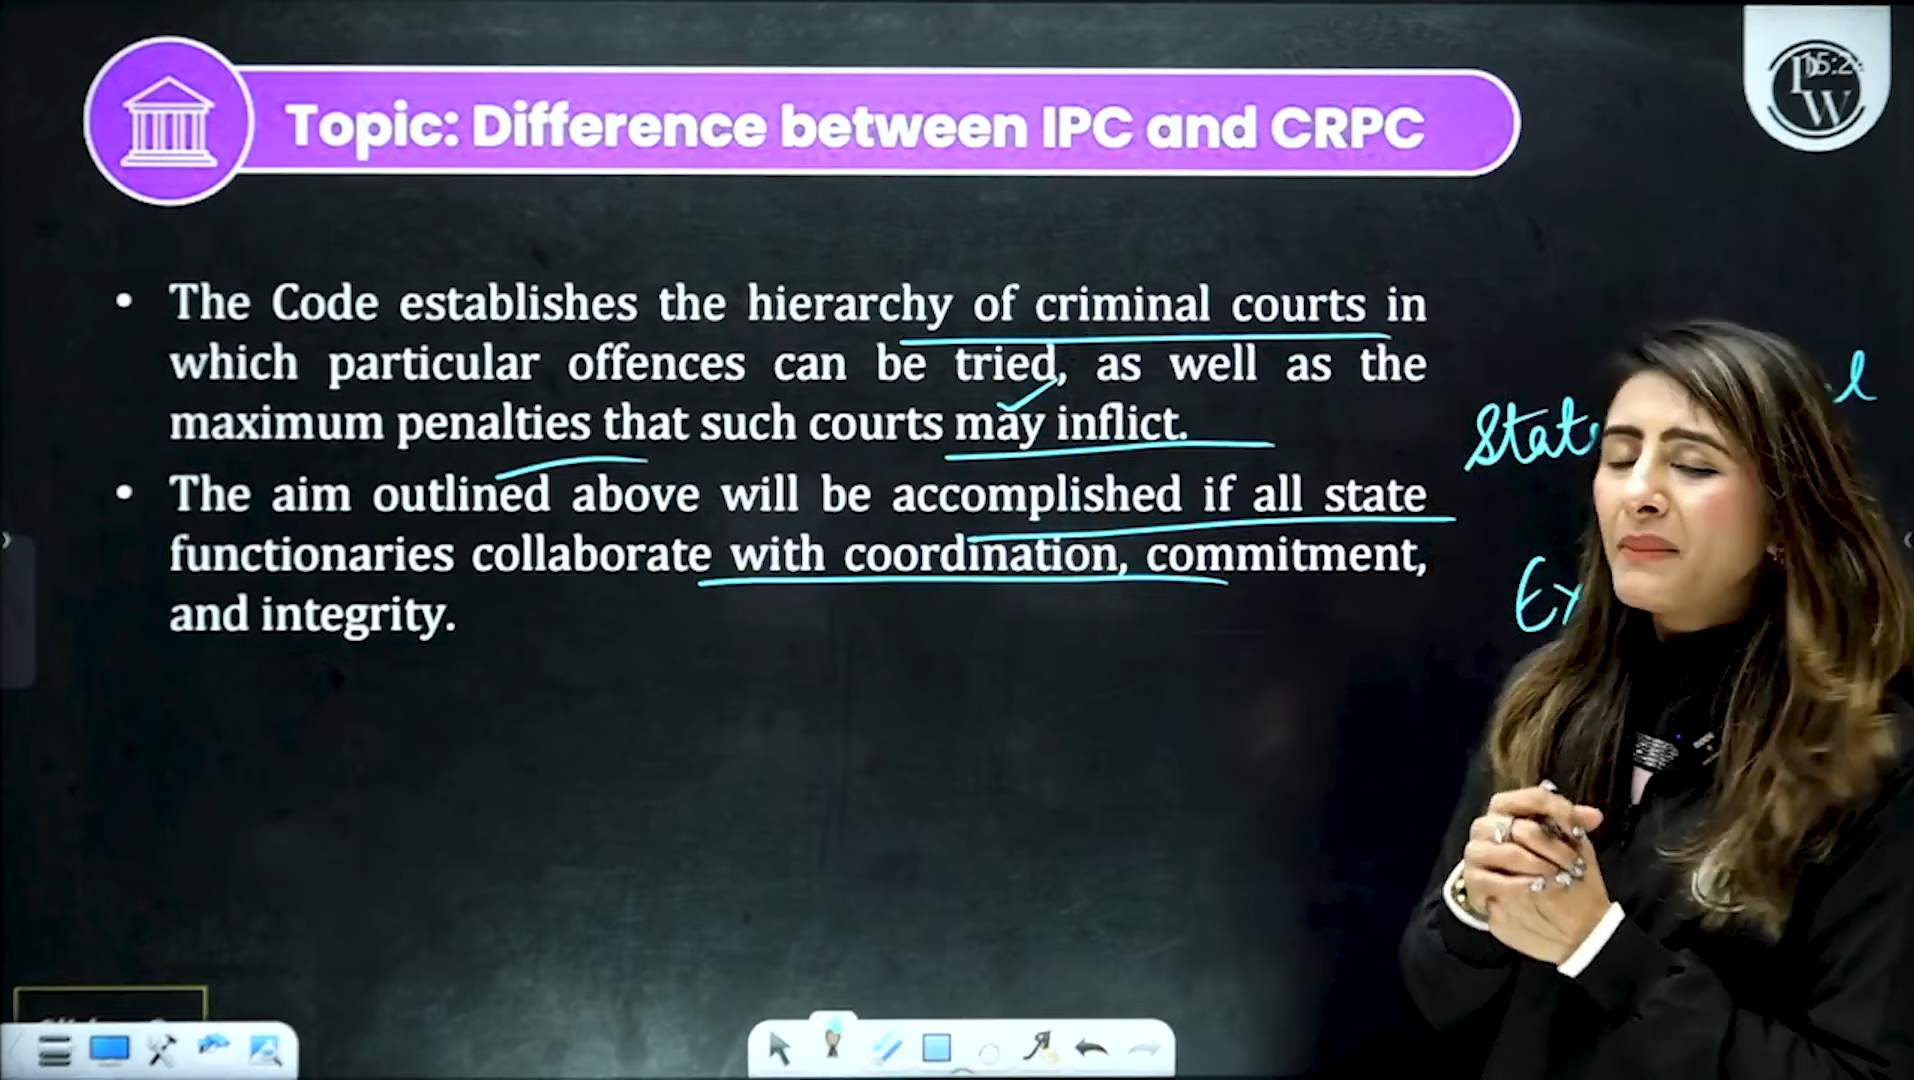 Topic: Difference between IPC and CRPC
PW
• The Code establishes the hierarchy of criminal courts in
which particular offences can be tried, as well as the
maximum penalties that such courts may inflict.
• The aim outlined above will be accomplished if all state
functionaries collaborate with coordination, commitment,
and integrity.